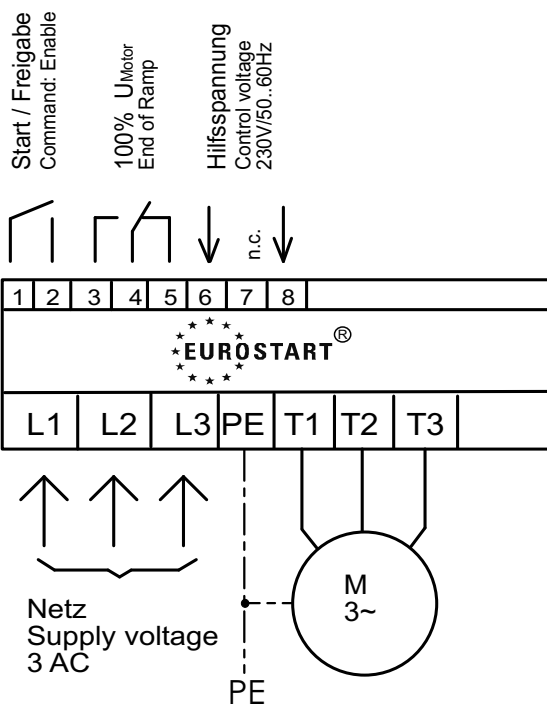 Start / Freigabe
Command: Enable
100% UMotor
End of Ramp
Hilfsspannung
Control voltage
230V/50..60Hz
n.c.
1 2 3 4 5 6 7 8
EUROSTART®
L1 L2 L3 PE T1 T2 T3
Netz
Supply voltage
3 AC
M
3~
PE